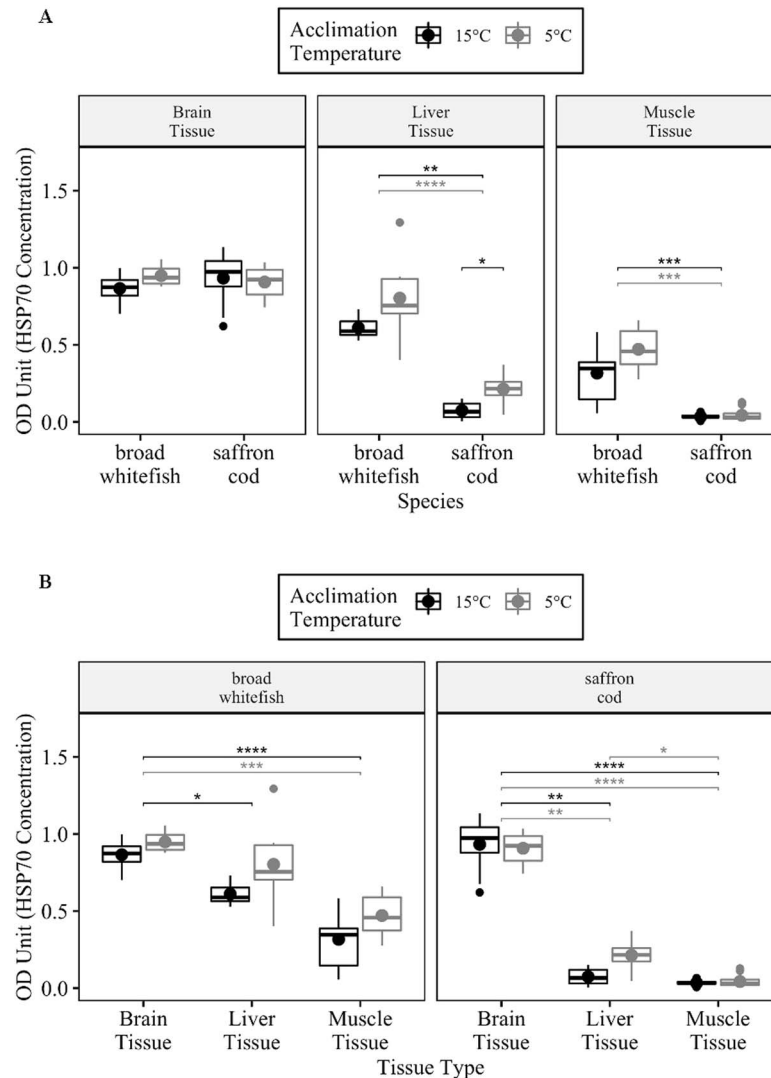 A
Acclimation
Temperature
15°C
5°C
Brain
Tissue
Liver
Tissue
Muscle
Tissue
OD Unit (HSP70 Concentration)
1.5
1.0
0.5
0.0
**
****
*
***
***
broad
whitefish
saffron
cod
broad
whitefish
saffron
cod
broad
whitefish
saffron
cod
Species
B
Acclimation
Temperature
15°C
5°C
broad
whitefish
saffron
cod
OD Unit (HSP70 Concentration)
1.5
1.0
0.5
0.0
****
***
*
*
****
****
**
**
Brain
Tissue
Liver
Tissue
Muscle
Tissue
Brain
Tissue
Liver
Tissue
Muscle
Tissue
Tissue Type